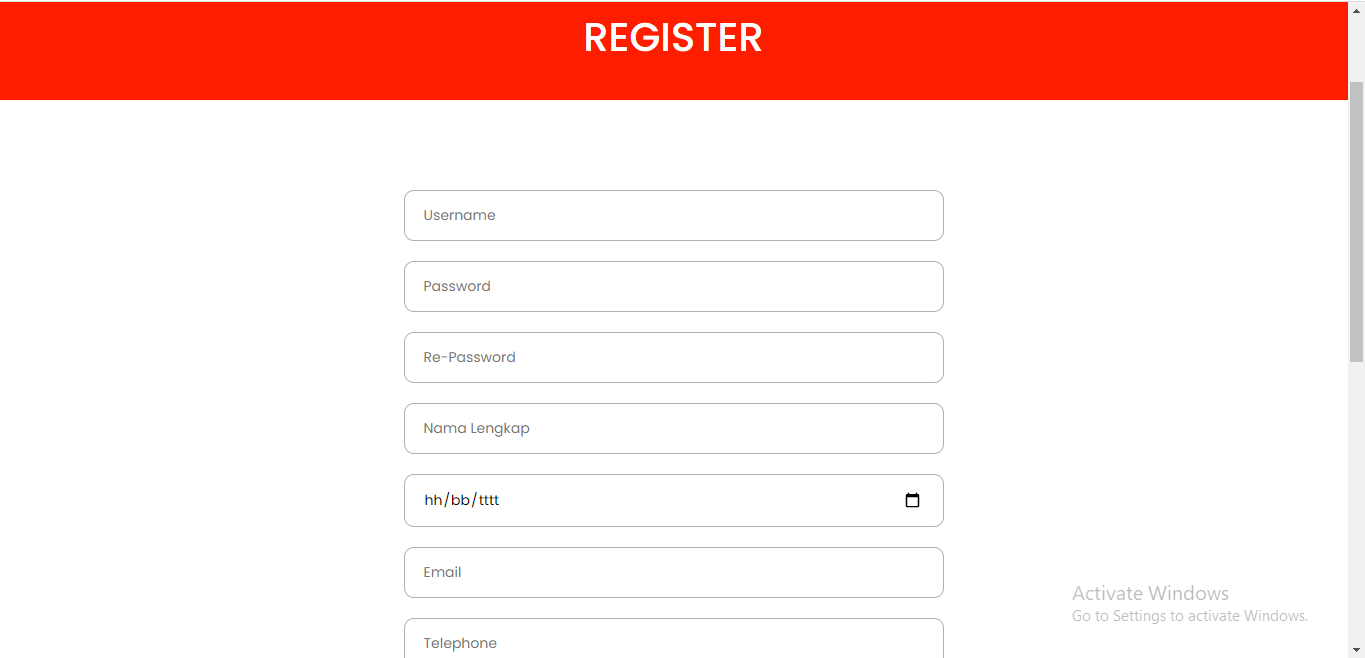 REGISTER
Username
Password
Re-Password
Nama Lengkap
hh/bb/tttt
Email
Activate Windows
Go to Settings to activate Windows.
Telephone